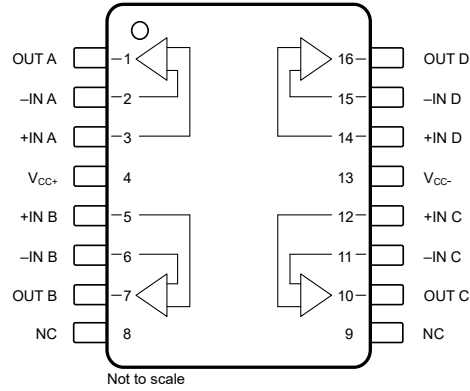 OUT A 1 16 OUT D
–IN A 2 15 –IN D
+IN A 3 14 +IN D
VCC+ 4 13 VCC-
+IN B 5 12 +IN C
–IN B 6 11 –IN C
OUT B 7 10 OUT C
NC 8 9 NC
Not to scale